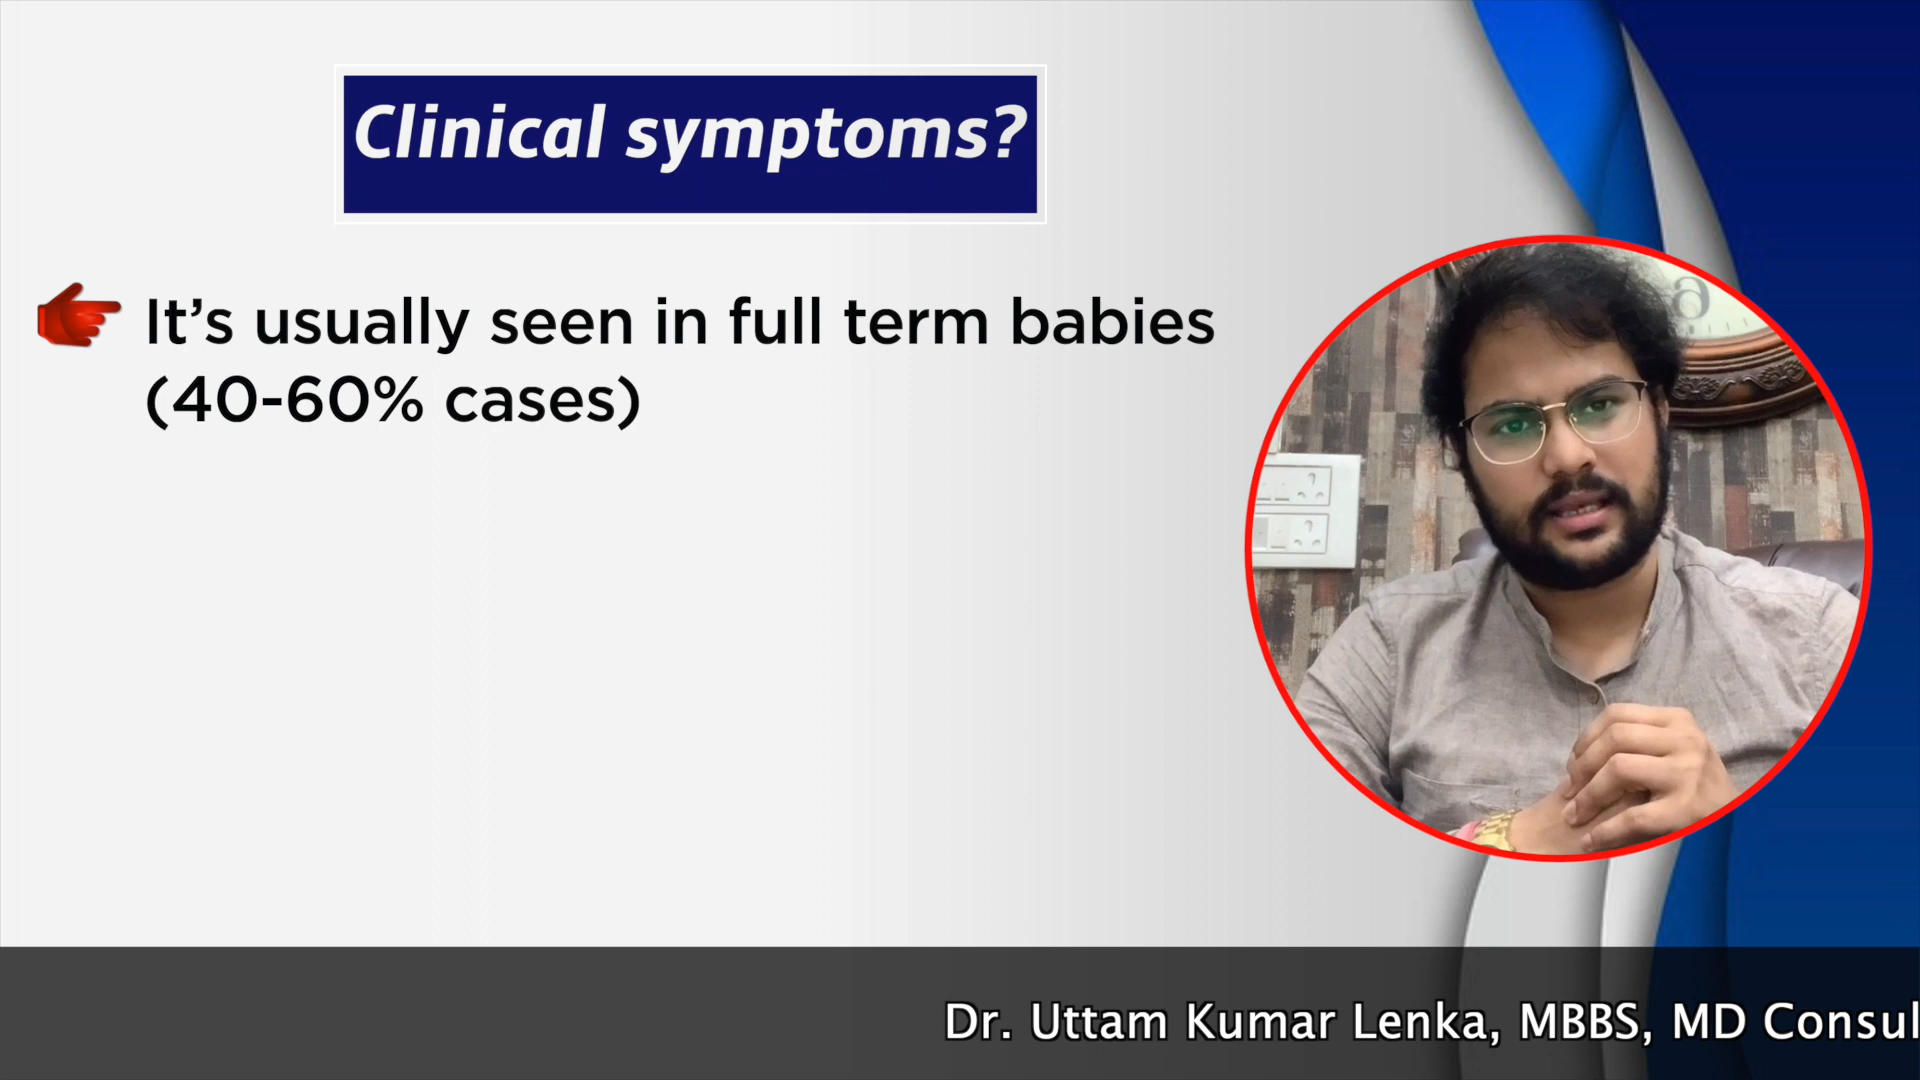 Clinical symptoms?
It’s usually seen in full term babies
(40-60% cases)
Dr. Uttam Kumar Lenka, MBBS, MD Consul